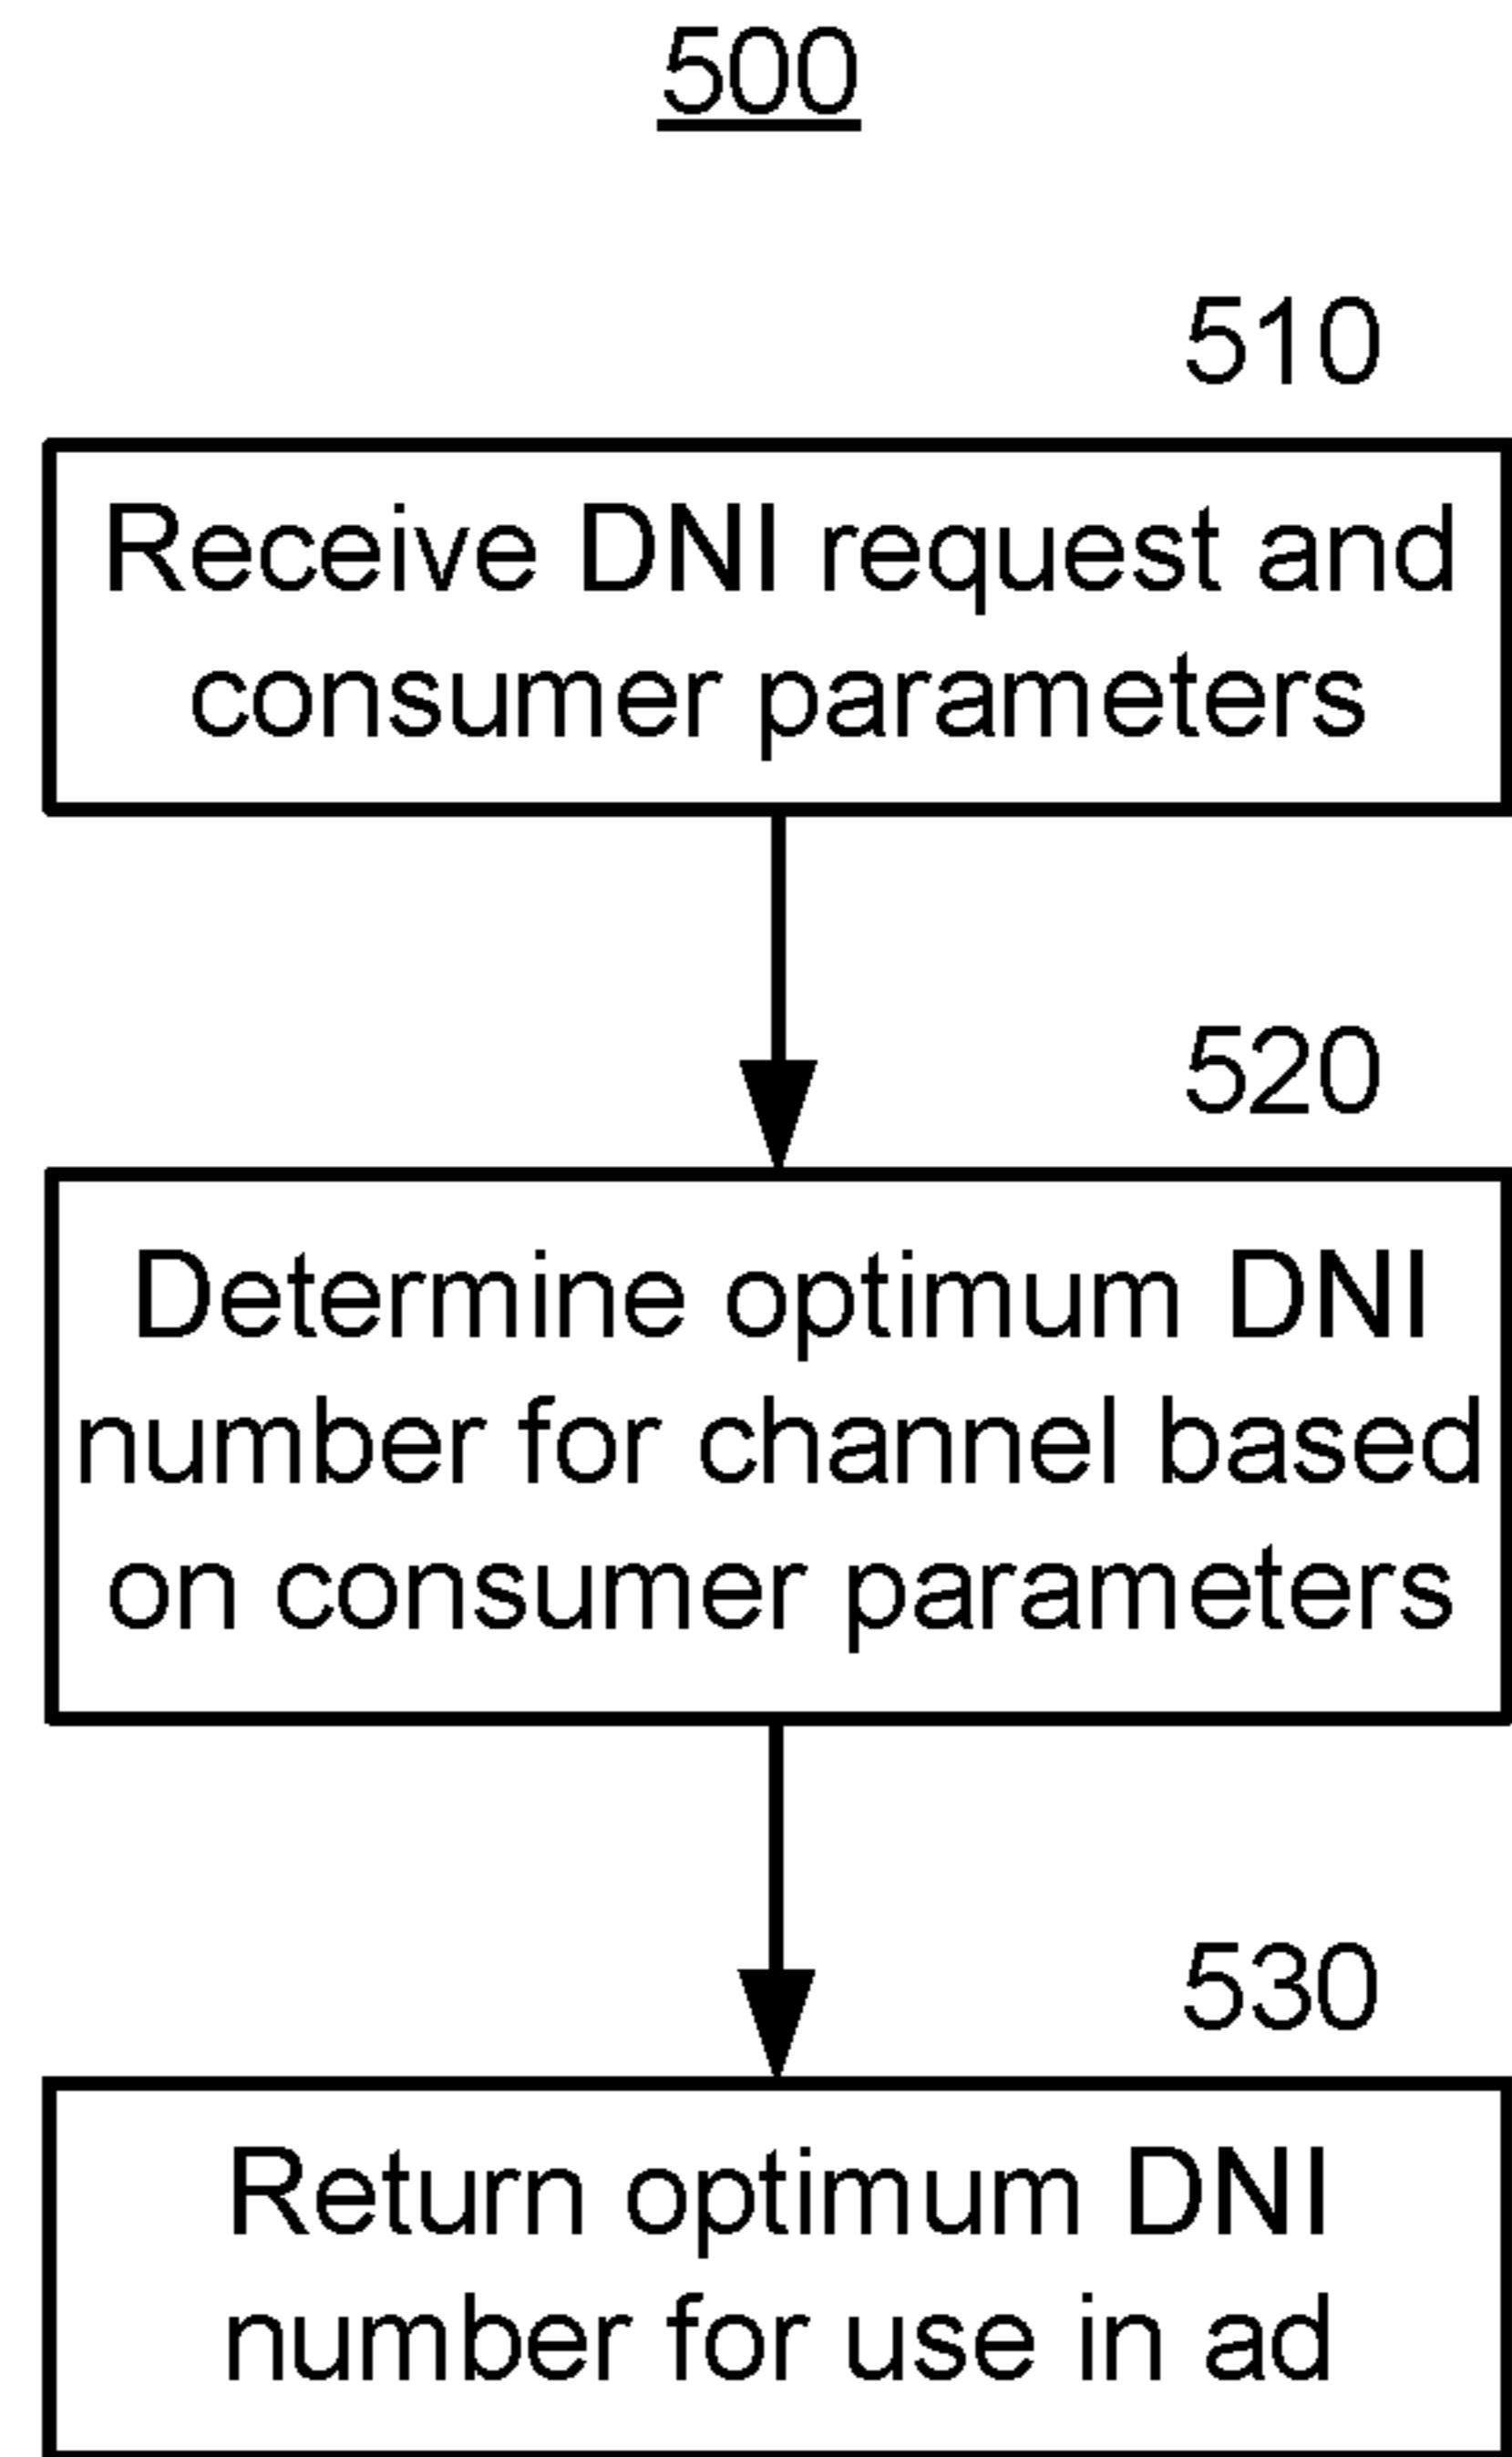 500
510
Receive DNI request and
consumer parameters
520
Determine optimum DNI
number for channel based
on consumer parameters
530
Return optimum DNI
number for use in ad